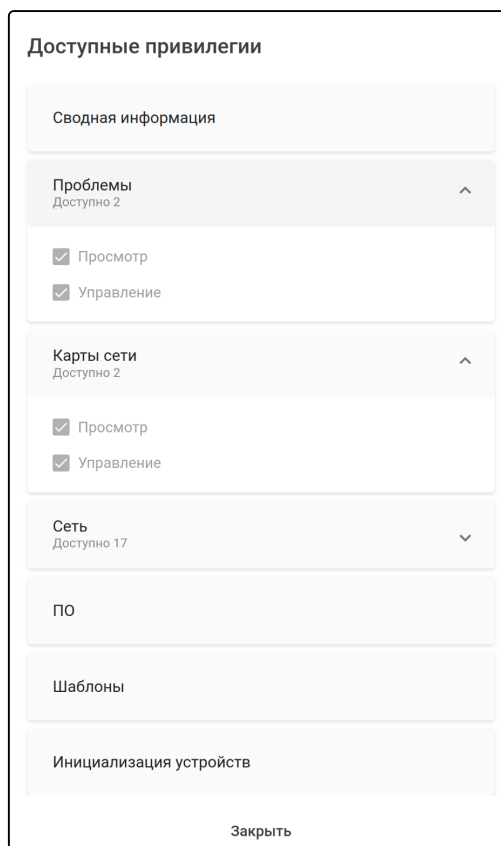 Доступные привилегии
Сводная информация
Проблемы
Доступно 2
Просмотр
Управление
Карты сети
Доступно 2
Просмотр
Управление
Сеть
Доступно 17
ПО
Шаблоны
Инициализация устройств
Закрыть